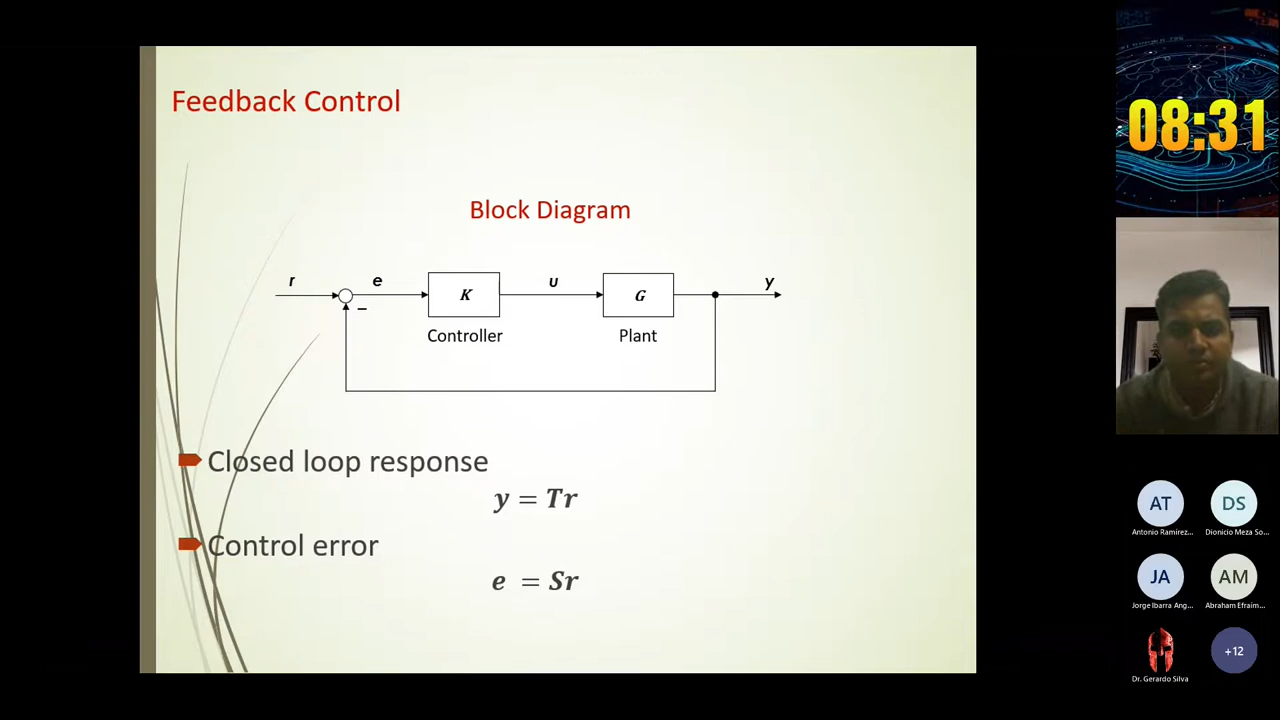 Feedback Control
Block Diagram
r e K u G y
–
Controller Plant
Closed loop response
y = Tr
Control error
e = Sr
08:31
AT DS
Antonio Ramirez... Dionicio Meza So...
JA AM
Jorge Ibarra Ang... Abraham Efraim...
+12
Dr. Gerardo Silva